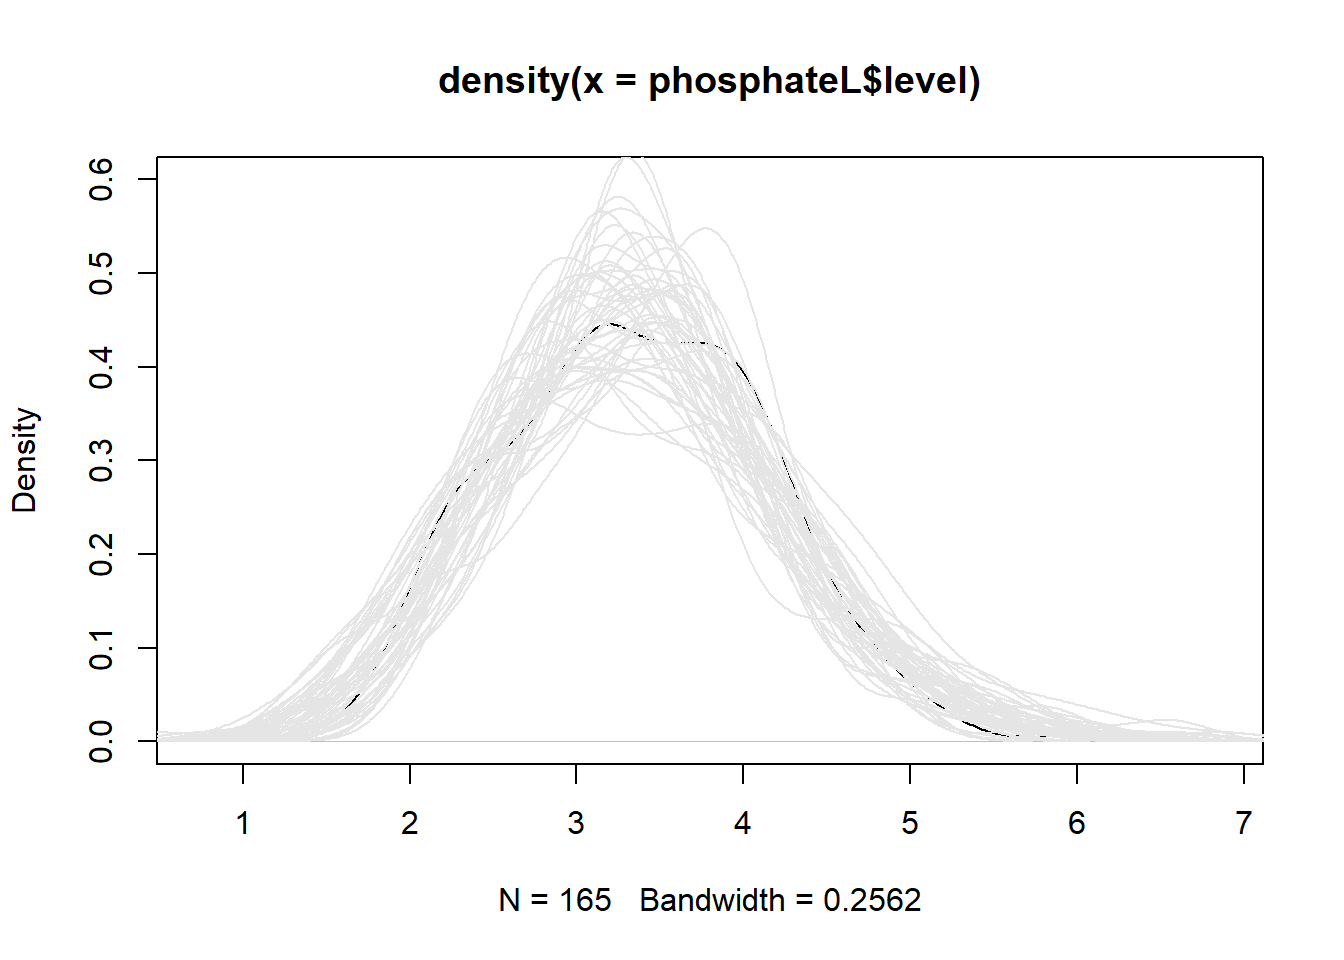 density(x = phosphateL$level)
0.6
0.5
0.4
0.3
0.2
0.1
0.0
Density
1 2 3 4 5 6 7
N = 165 Bandwidth = 0.2562